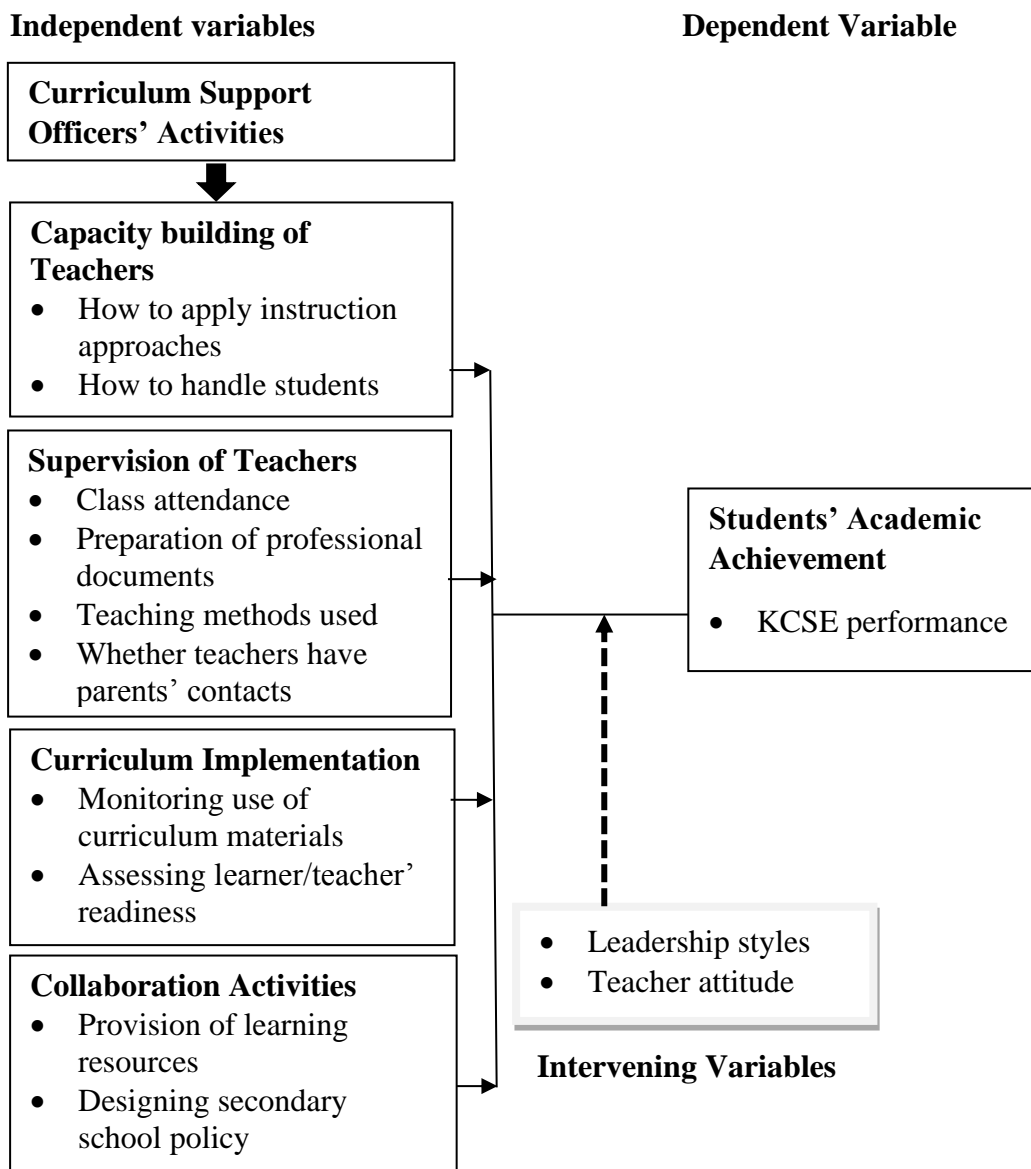 Independent variables
Dependent Variable
Curriculum Support
Officers’ Activities
Capacity building of
Teachers
• How to apply instruction
approaches
• How to handle students
Supervision of Teachers
• Class attendance
• Preparation of professional
documents
• Teaching methods used
• Whether teachers have
parents’ contacts
Curriculum Implementation
• Monitoring use of
curriculum materials
• Assessing learner/teacher’
readiness
Collaboration Activities
• Provision of learning
resources
• Designing secondary
school policy
Students’ Academic
Achievement
• KCSE performance
• Leadership styles
• Teacher attitude
Intervening Variables